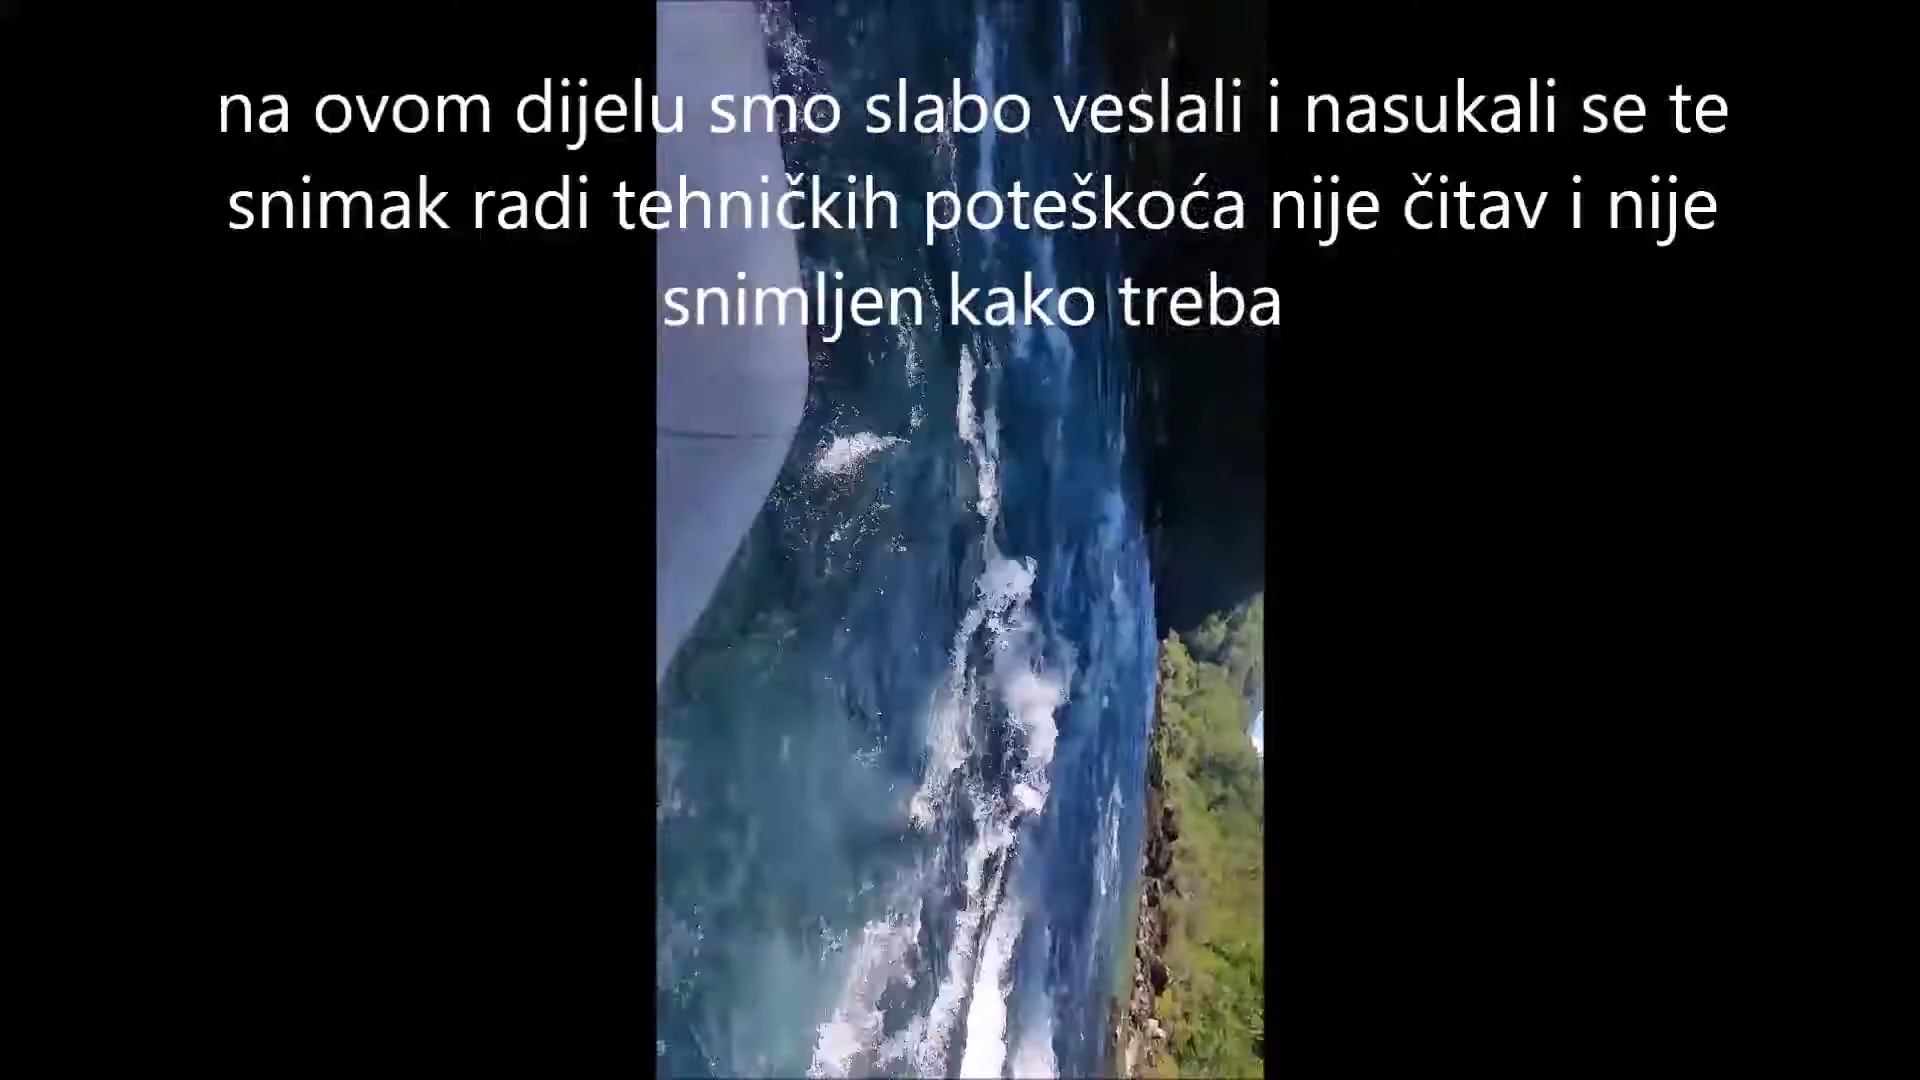 na ovom dijelu smo slabo veslali i nasukali se te
snimak radi tehničkih poteškoća nije čitav i nije
snimljen kako treba